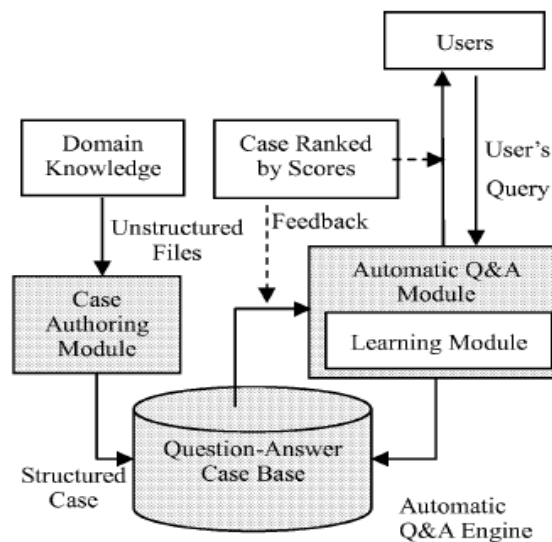 Users
Domain
Knowledge
Case Ranked
by Scores
User's
Query
Unstructured
Files
Feedback
Case
Authoring
Module
Automatic Q&A
Module
Learning Module
Question-Answer
Case Base
Structured
Case
Automatic
Q&A Engine